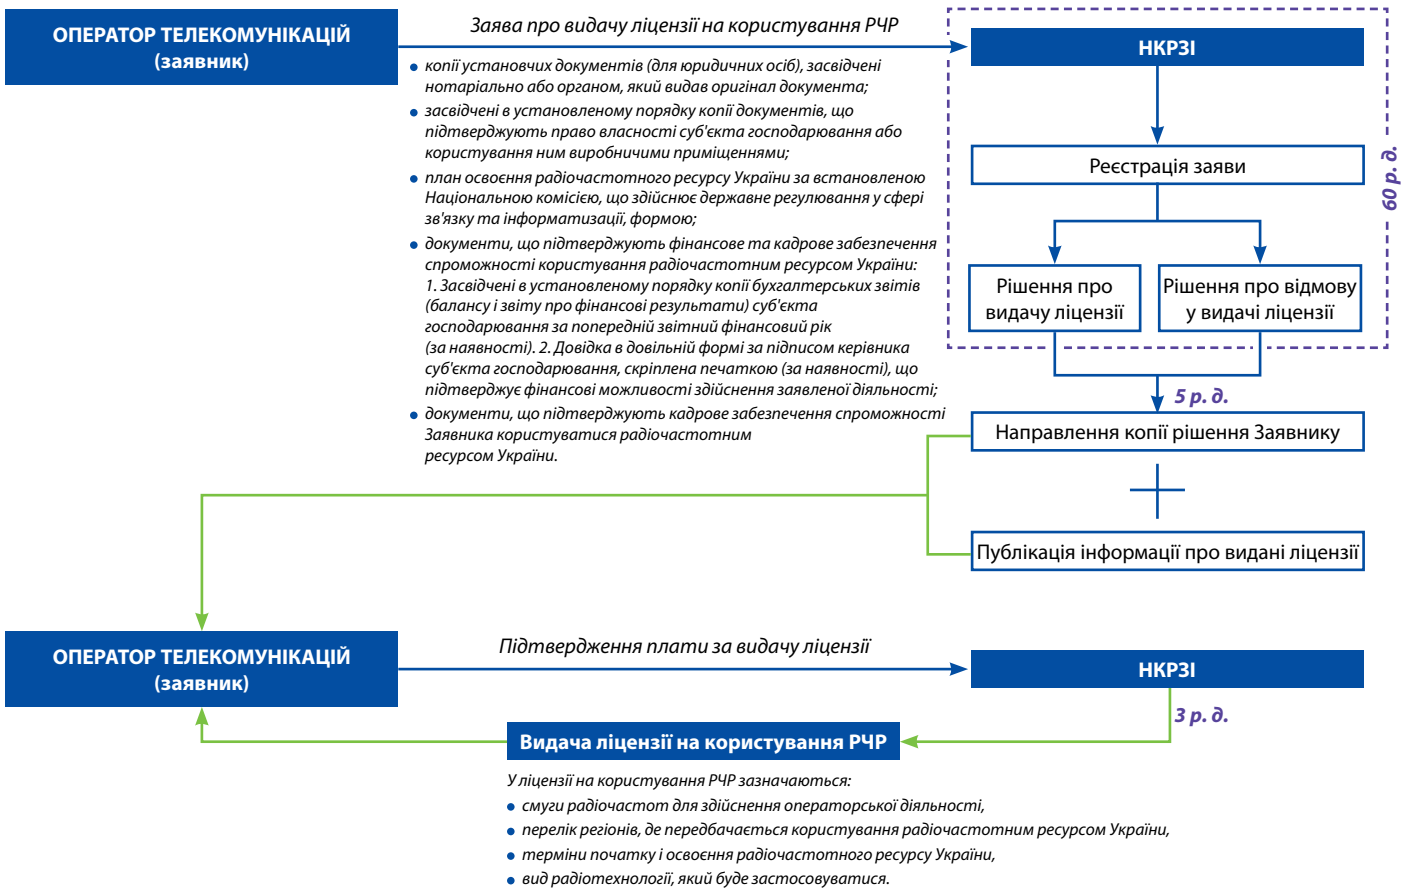 ОПЕРАТОР ТЕЛЕКОМУНІКАЦІЙ
(заявник)
Заява про видачу ліцензії на користування РЧР
НКРЗІ
копії установчих документів (для юридичних осіб), засвідчені
нотаріально або органом, який видав оригінал документа;
засвідчені в установленому порядку копії документів, що
підтверджують право власності суб'єкта господарювання або
користування ним виробничими приміщеннями;
план освоєння радіочастотного ресурсу України за встановленою
Національною комісією, що здійснює державне регулювання у сфері
зв'язку та інформатизації, формою;
документи, що підтверджують фінансове та кадрове забезпечення
спроможності користування радіочастотним ресурсом України:
1. Засвідчені в установленому порядку копії бухгалтерських звітів
(балансу і звіту про фінансові результати) суб'єкта
господарювання за попередній звітний фінансовий рік
(за наявності). 2. Довідка в довільній формі за підписом керівника
суб'єкта господарювання, скріплена печаткою (за наявності), що
підтверджує фінансові можливості здійснення заявленої діяльності;
документи, що підтверджують кадрове забезпечення спроможності
Заявника користуватися радіочастотним
ресурсом України.
Реєстрація заяви
60 р. д.
Рішення про
видачу ліцензії
Рішення про відмову
у видачі ліцензії
5 р. д.
Направлення копії рішення Заявнику
Публікація інформації про видані ліцензії
ОПЕРАТОР ТЕЛЕКОМУНІКАЦІЙ
(заявник)
Підтвердження плати за видачу ліцензії
НКРЗІ
3 р. д.
Видача ліцензії на користування РЧР
У ліцензії на користування РЧР зазначаються:
смуги радіочастот для здійснення операторської діяльності,
перелік регіонів, де передбачається користування радіочастотним ресурсом України,
терміни початку і освоєння радіочастотного ресурсу України,
вид радіотехнології, який буде застосовуватися.